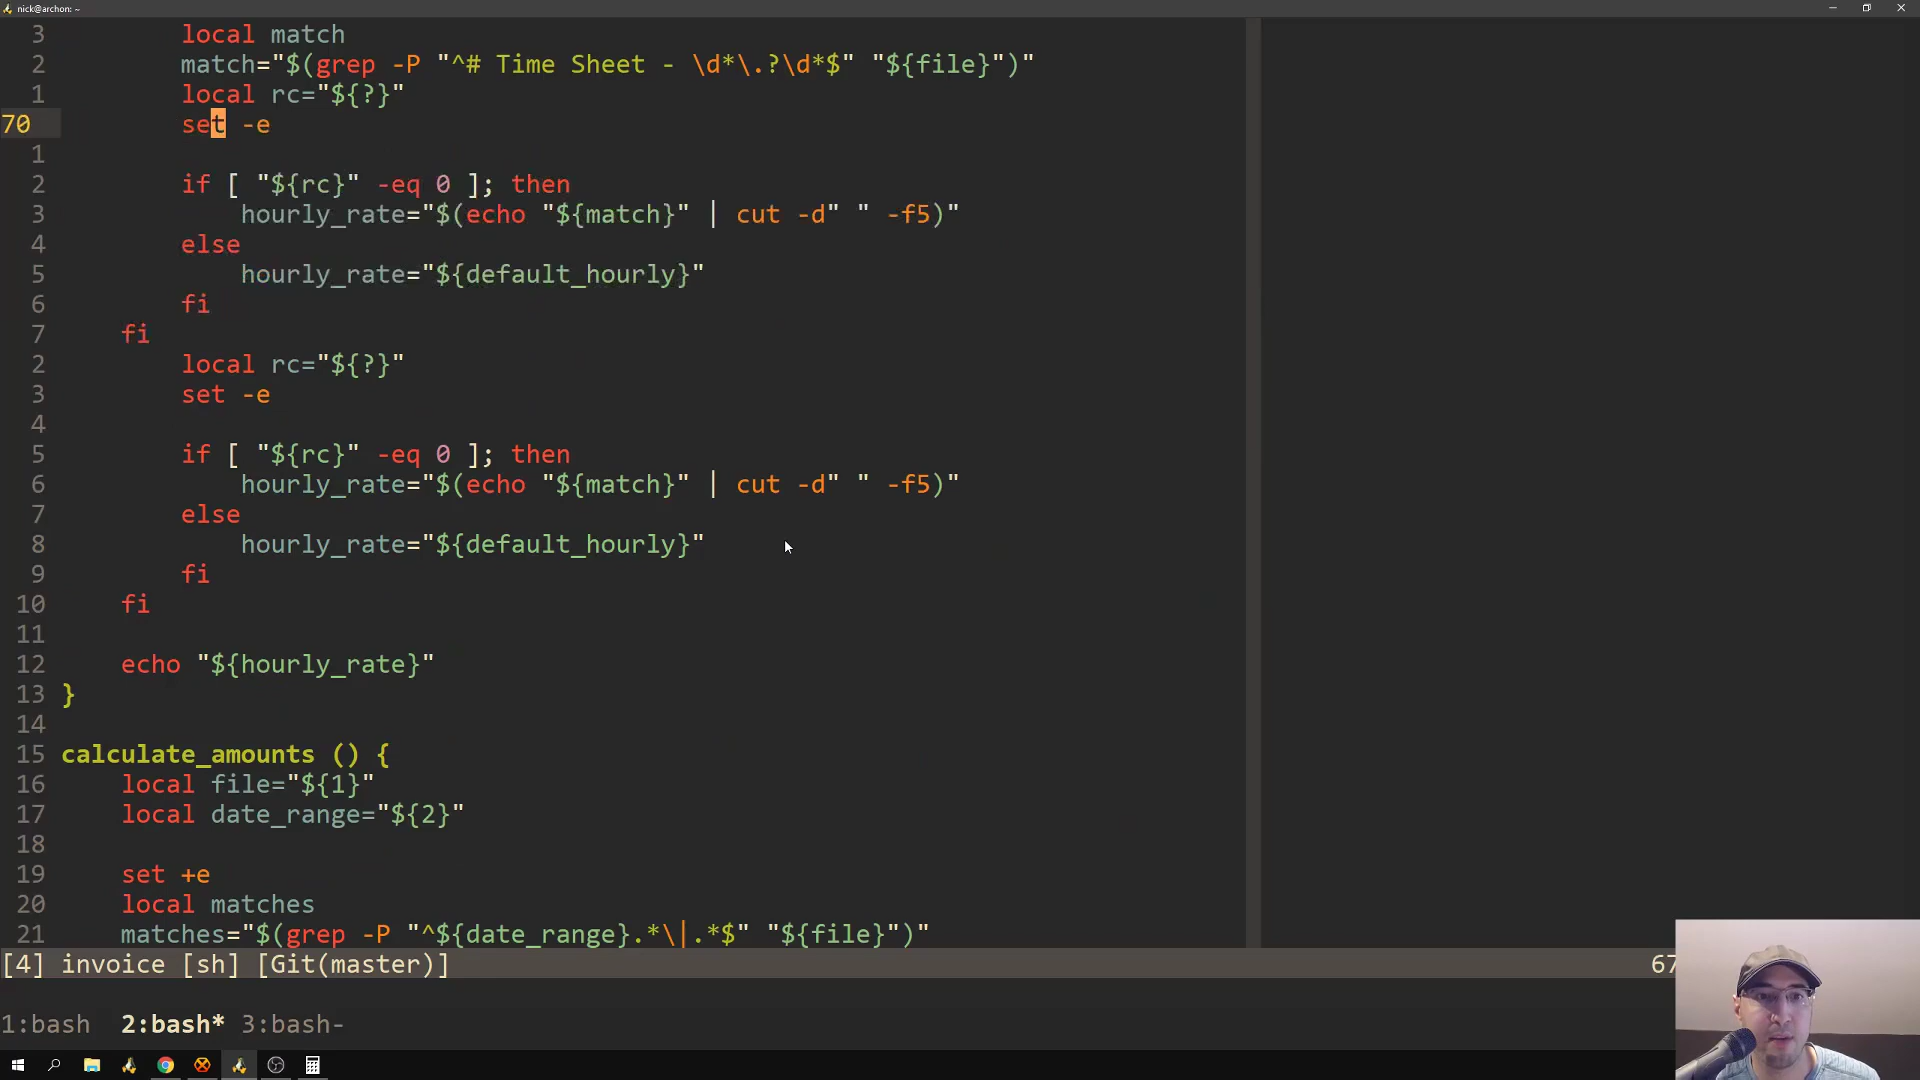 nick@archon: ~
3 local match
2 match="$(grep -P "^# Time Sheet - \d*\.?\d*$" "${file}")"
1 local rc="${?}"
70 set -e
1
2 if [ "${rc}" -eq 0 ]; then
3 hourly_rate="$(echo "${match}" | cut -d" " -f5)"
4 else
5 hourly_rate="${default_hourly}"
6 fi
7 fi
2 local rc="${?}"
3 set -e
4
5 if [ "${rc}" -eq 0 ]; then
6 hourly_rate="$(echo "${match}" | cut -d" " -f5)"
7 else
8 hourly_rate="${default_hourly}"
9 fi
10 fi
11
12 echo "${hourly_rate}"
13 }
14
15 calculate_amounts () {
16 local file="${1}"
17 local date_range="${2}"
18
19 set +e
20 local matches
21 matches="$(grep -P "^${date_range}.*\|.*$" "${file}")"
[4] invoice [sh] [Git(master)] 67
1:bash 2:bash* 3:bash-